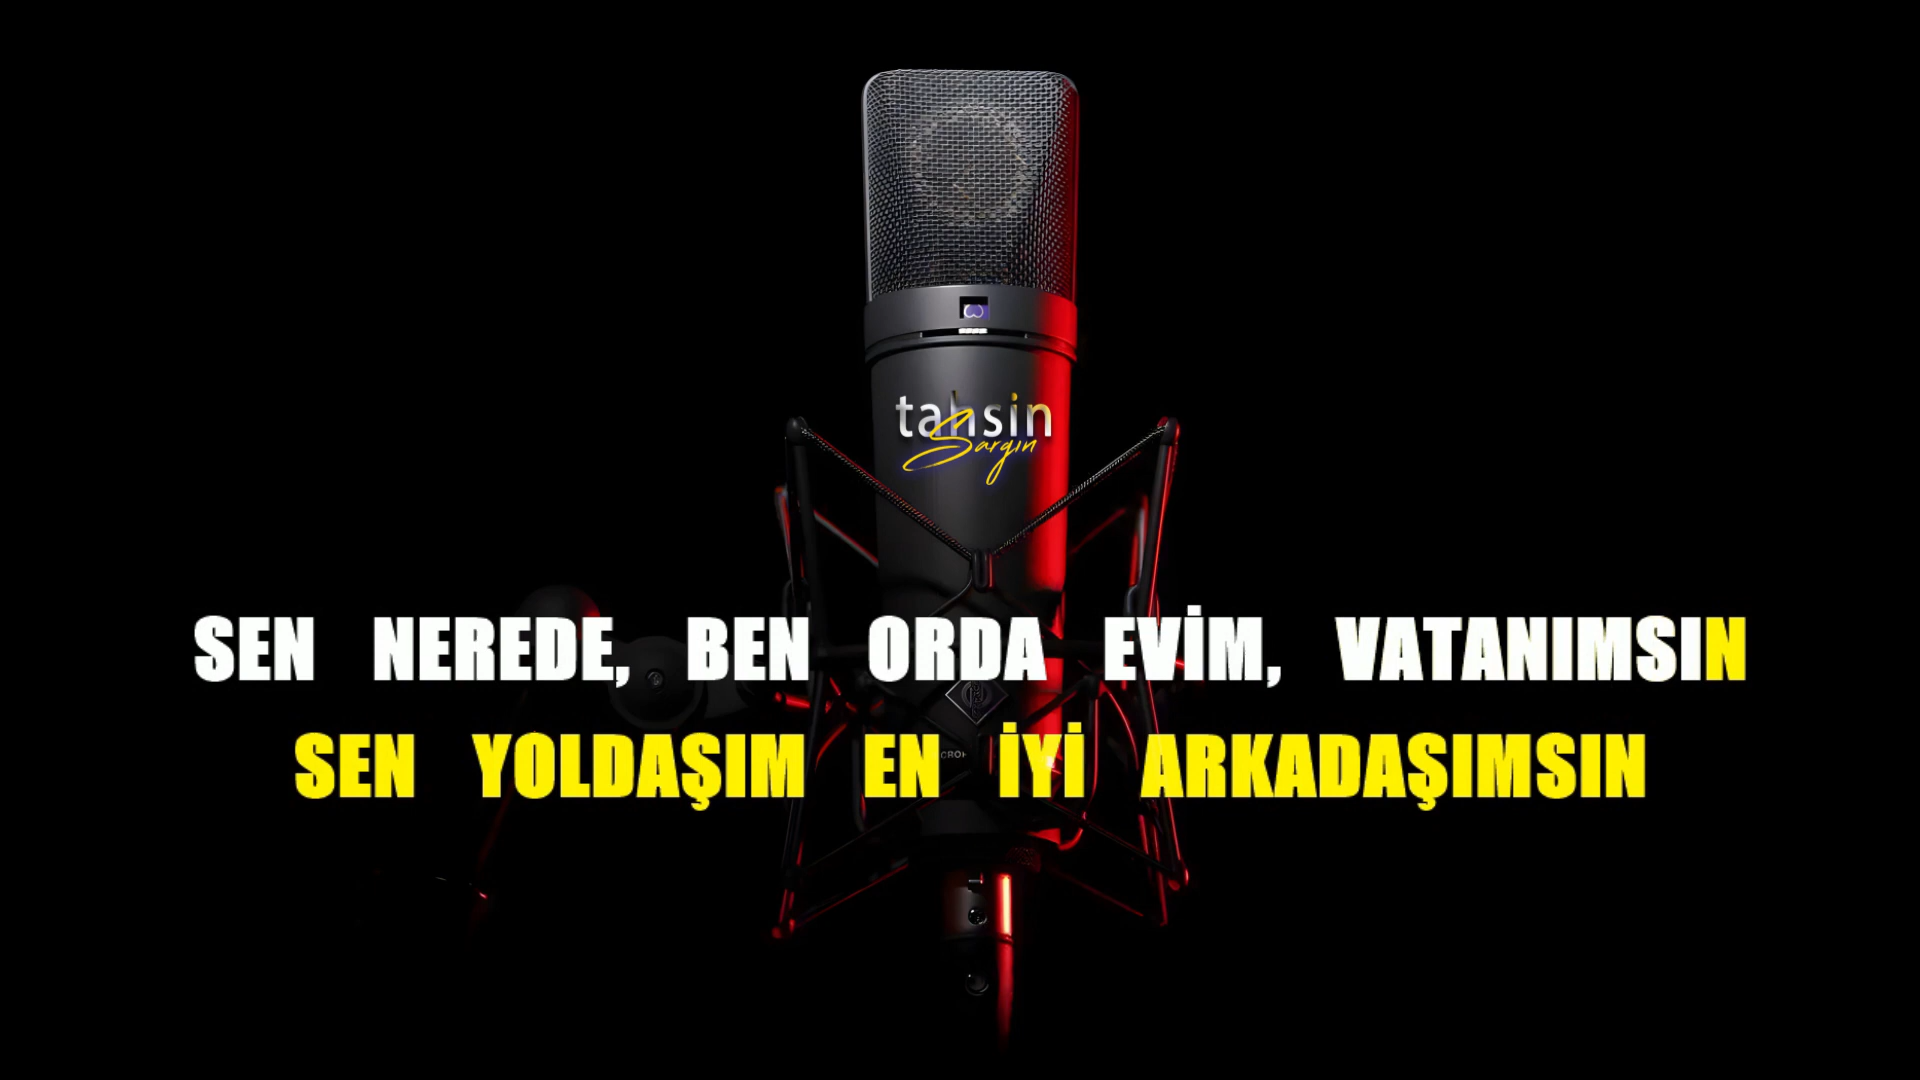 tahsin
Sargın
SEN NEREDE, BEN ORDA EVİM, VATANIMSIN
SEN YOLDAŞIM EN İYİ ARKADAŞIMSIN